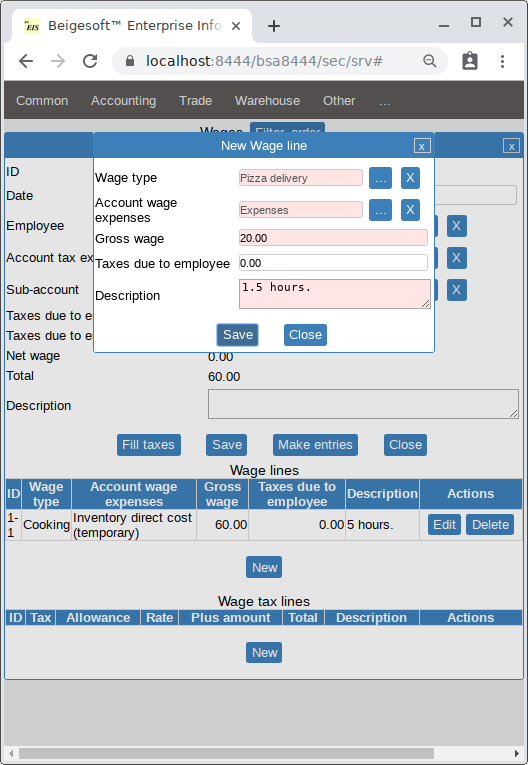 EIS
Beigesoft™ Enterprise Info
localhost:8444/bsa8444/sec/srv#
Common Accounting Trade Warehouse Other ...
Wages Filter, order
New Wage line x x
ID
Date
Employee X
Account tax ex X
Sub-account X
Taxes due to e
Taxes due to e
Net wage 0.00
Total 60.00
Description
Wage type Pizza delivery ... X
Account wage
expenses Expenses ... X
Gross wage 20.00
Taxes due to employee 0.00
Description 1.5 hours.
Save Close
Fill taxes Save Make entries Close
Wage lines
ID Wage type Account wage expenses Gross wage Taxes due to employee Description Actions
1-1 Cooking Inventory direct cost (temporary) 60.00 0.00 5 hours. Edit Delete
New
Wage tax lines
ID Tax Allowance Rate Plus amount Total Description Actions
New